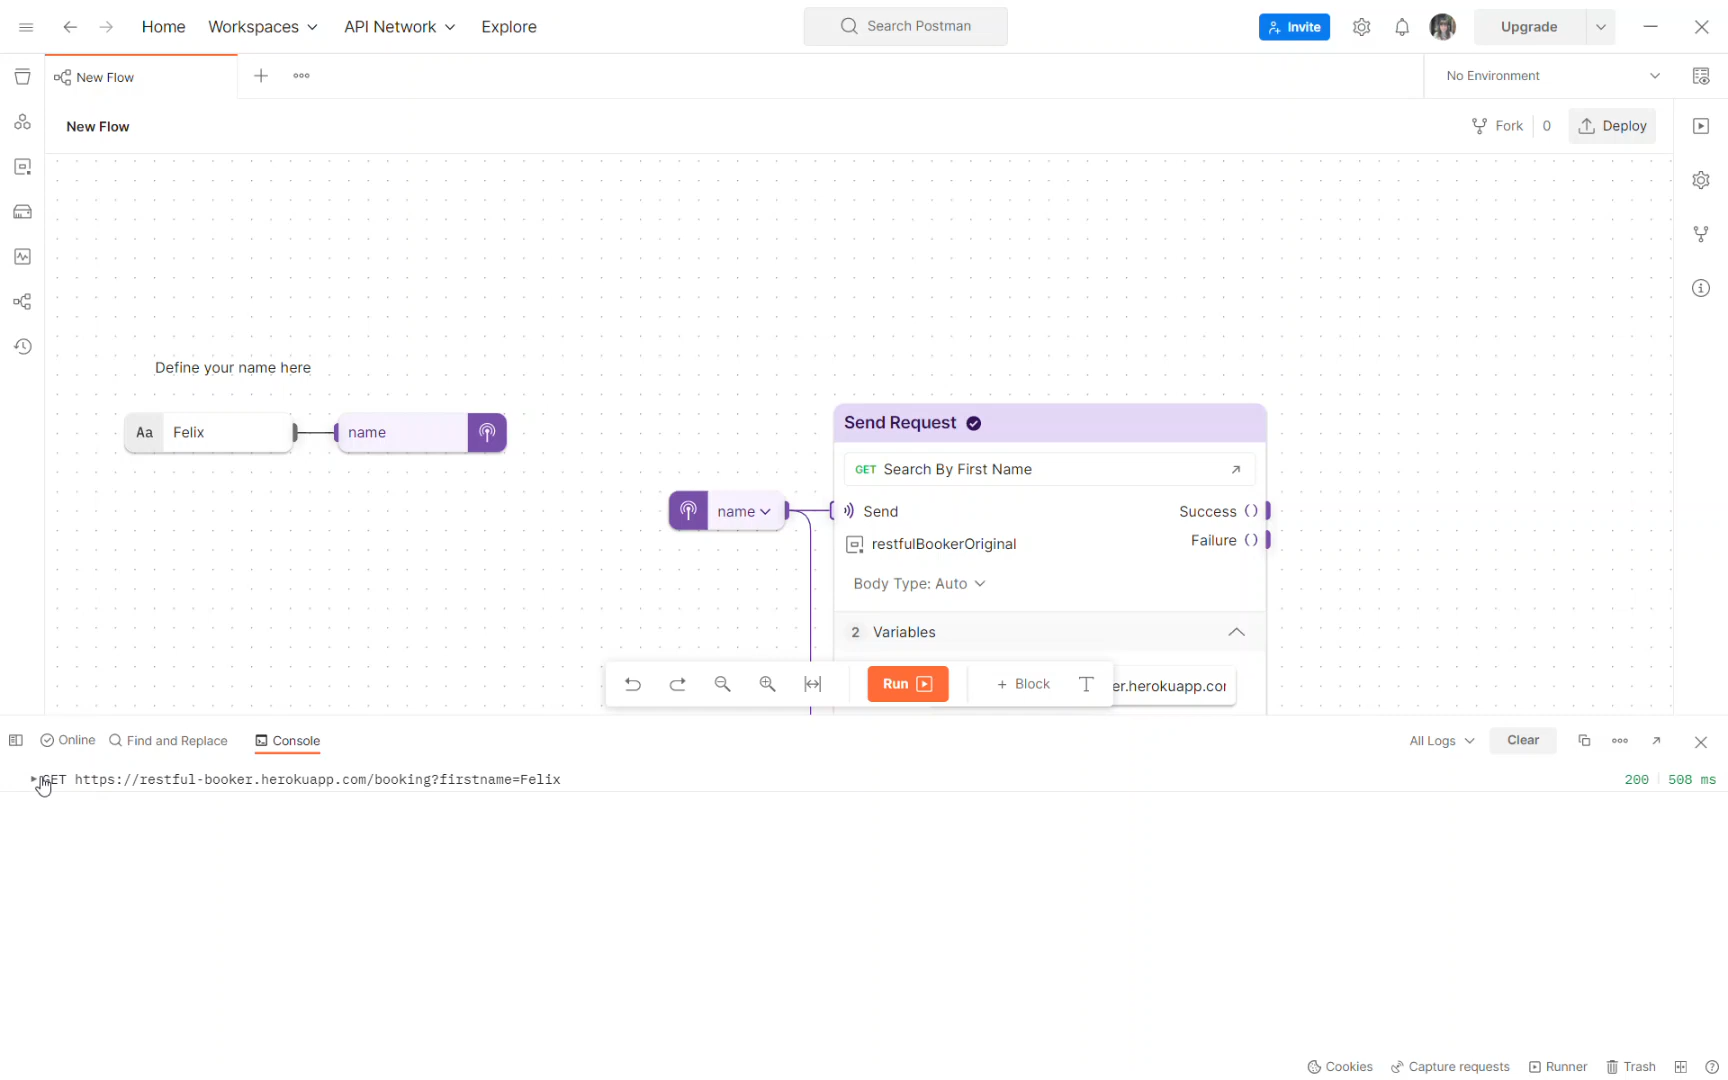 Home Workspaces API Network Explore Search Postman Invite Upgrade
New Flow No Environment
New Flow Fork 0 Deploy
Define your name here
Aa Felix name
Send Request
GET Search By First Name
name Send Success ()
restfulBookerOriginal Failure ()
Body Type: Auto
2 Variables
Run + Block T er.herokuapp.cor
Online Find and Replace Console All Logs Clear
GET https://restful-booker.herokuapp.com/booking?firstname=Felix 200 508 ms
Cookies Capture requests Runner Trash